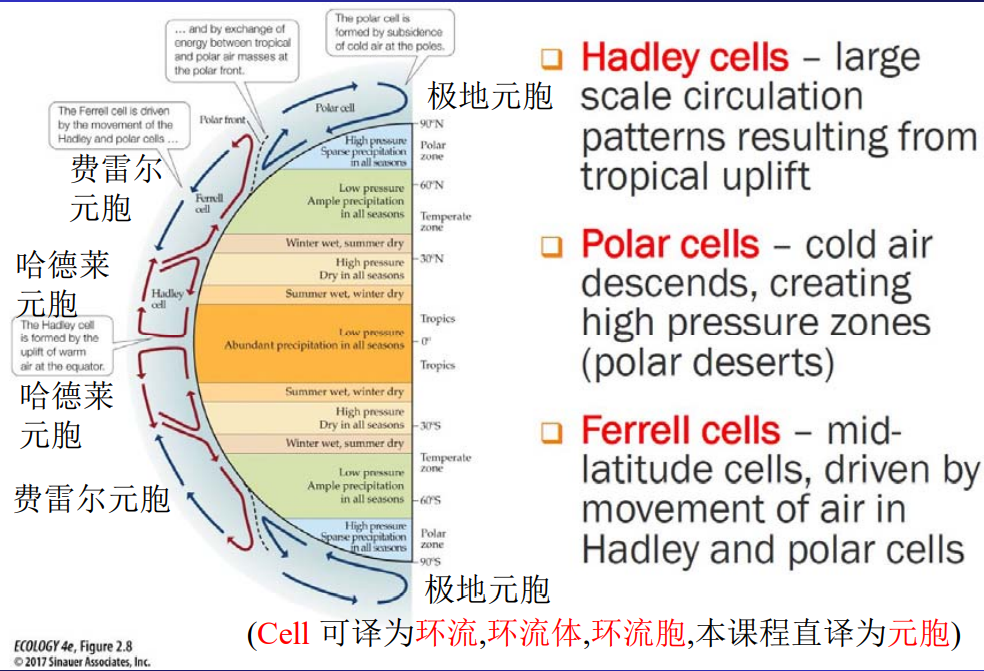 The polar cell is
formed by subsidence
of cold air at the poles.
… and by exchange of
energy between tropical
and polar air masses at
the polar front.
The Ferrell cell is driven
by the movement of the
Hadley and polar cells …
Polar front
Polar cell
极地元胞
费雷尔
元胞
Ferrell
cell
哈德莱
元胞
Hadley
cell
The Hadley cell
is formed by the
uplift of warm
air at the equator.
哈德莱
元胞
费雷尔元胞
极地元胞
90°N
High pressure
Sparse precipitation
in all seasons
Polar
zone
60°N
Low pressure
Ample precipitation
in all seasons
Temperate
zone
Winter wet, summer dry
30°N
High pressure
Dry in all seasons
Summer wet, winter dry
Tropics
Low pressure
Abundant precipitation in all seasons
0°
Tropics
Summer wet, winter dry
High pressure
Dry in all seasons
30°S
Winter wet, summer dry
Temperate
zone
Low pressure
Ample precipitation
in all seasons
60°S
High pressure
Sparse precipitation
in all seasons
Polar
zone
90°S
Hadley cells – large
scale circulation
patterns resulting from
tropical uplift
Polar cells – cold air
descends, creating
high pressure zones
(polar deserts)
Ferrell cells – mid-
latitude cells, driven by
movement of air in
Hadley and polar cells
(Cell 可译为环流,环流体,环流胞,本课程直译为元胞)
ECOLOGY 4e, Figure 2.8
© 2017 Sinauer Associates, Inc.